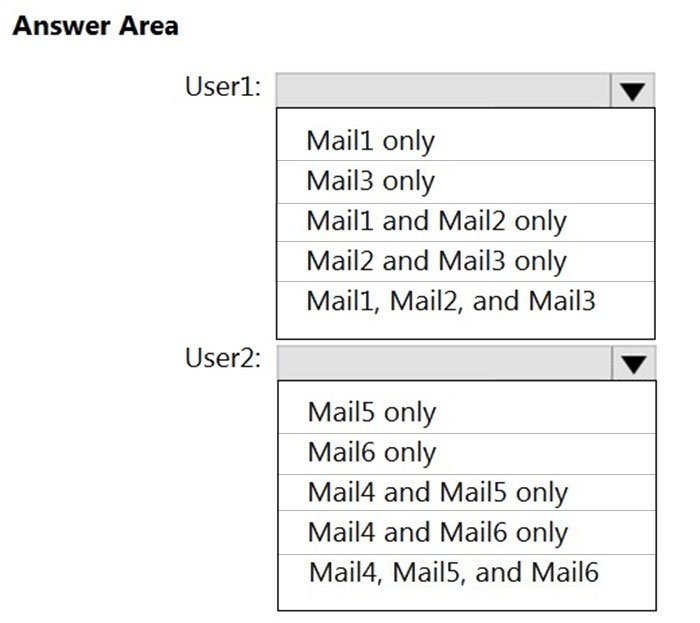 Answer Area
User1:
Mail1 only
Mail3 only
Mail1 and Mail2 only
Mail2 and Mail3 only
Mail1, Mail2, and Mail3
User2:
Mail5 only
Mail6 only
Mail4 and Mail5 only
Mail4 and Mail6 only
Mail4, Mail5, and Mail6